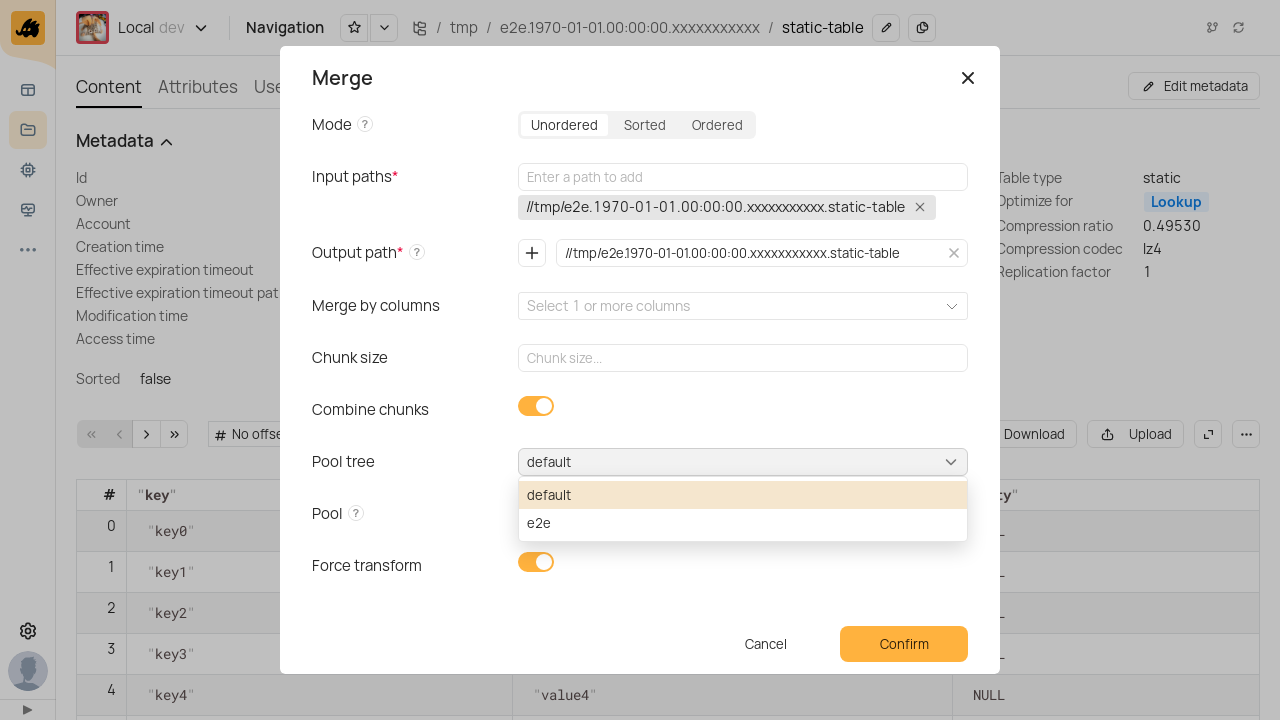 Local dev
Navigation
/ tmp / e2e.1970-01-01.00:00:00.xxxxxxxxxxx / static-table
Content Attributes
Edit metadata
Metadata
Id
Owner
Account
Creation time
Effective expiration timeout
Effective expiration timeout
Modification time
Access time
Sorted false
Table type static
Optimize for Lookup
Compression ratio 0.49530
Compression codec lz4
Replication factor 1
Merge
Mode ? Unordered Sorted Ordered
Input paths* Enter a path to add
//tmp/e2e.1970-01-01.00:00:00.xxxxxxxxxxx.static-table
Output path* ? //tmp/e2e.1970-01-01.00:00:00.xxxxxxxxxxx.static-table
Merge by columns Select 1 or more columns
Chunk size Chunk size...
Combine chunks
Pool tree default
default
e2e
Pool ?
Force transform
Cancel Confirm
# No
Download Upload
# "key"
0 "key0"
1 "key1"
2 "key2"
3 "key3"
4 "key4" "value4" NULL